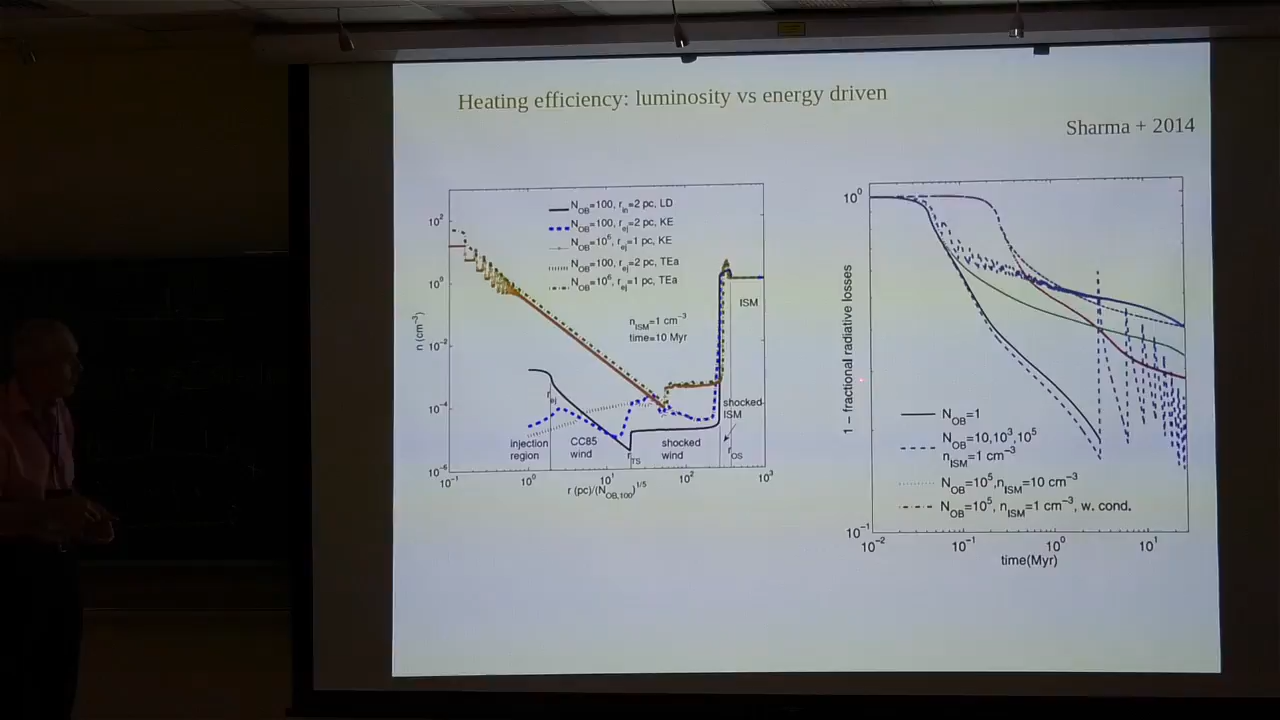 Heating efficiency: luminosity vs energy driven
Sharma + 2014
N_OB=100, r_in=2 pc, LD
N_OB=100, r_ej=2 pc, KE
N_OB=10^6, r_ej=1 pc, KE
N_OB=100, r_ej=2 pc, TEa
N_OB=10^6, r_ej=1 pc, TEa
n_ISM=1 cm^-3
time=10 Myr
ISM
shocked
ISM
r_ej
injection
region
CC85
wind
r_TS
shocked
wind
r_OS
n (cm^-3)
10^2
10^0
10^-2
10^-4
10^-6
10^-1
10^0
10^1
10^2
10^3
r (pc)/(N_OB,100)^1/5
1 − fractional radiative losses
10^0
10^-1
N_OB=1
N_OB=10,10^3,10^5
n_ISM=1 cm^-3
N_OB=10^5,n_ISM=10 cm^-3
N_OB=10^5, n_ISM=1 cm^-3, w. cond.
10^-2
10^-1
10^0
10^1
time(Myr)